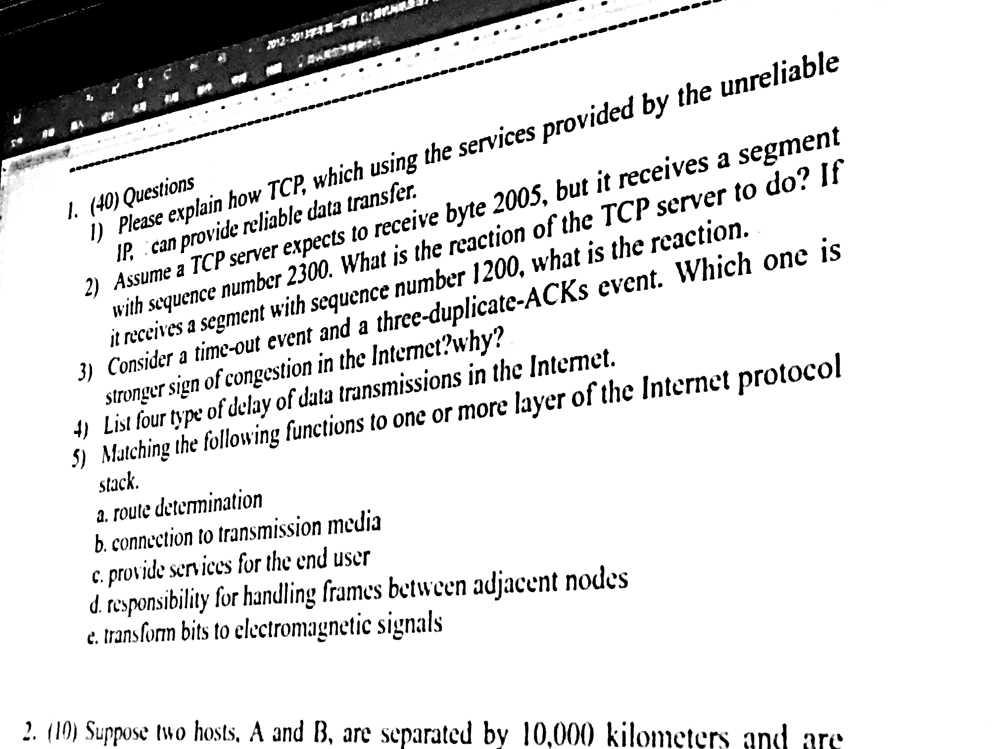 1. (40) Questions
1) Please explain how TCP, which using the services provided by the unreliable
IP, can provide reliable data transfer.
2) Assume a TCP server expects to receive byte 2005, but it receives a segment
with sequence number 2300. What is the reaction of the TCP server to do? If
it receives a segment with sequence number 1200, what is the reaction.
3) Consider a time-out event and a three-duplicate-ACKs event. Which one is
stronger sign of congestion in the Internet?why?
4) List four type of delay of data transmissions in the Internet.
5) Matching the following functions to one or more layer of the Internet protocol
stack.
a. route determination
b. connection to transmission media
c. provide services for the end user
d. responsibility for handling frames between adjacent nodes
e. transform bits to electromagnetic signals
2. (10) Suppose two hosts, A and B, are separated by 10,000 kilometers and are